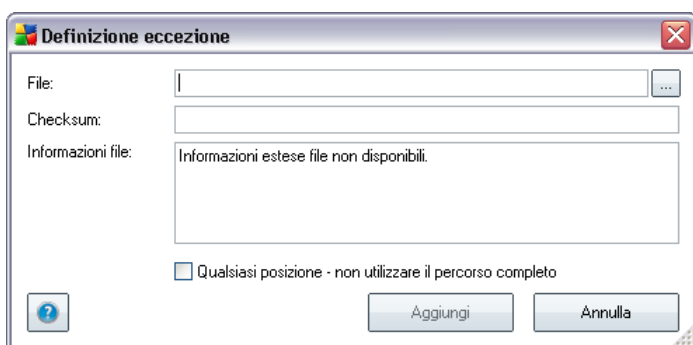 Definizione eccezione
File:
...
Checksum:
Informazioni file:
Informazioni estese file non disponibili.
Qualsiasi posizione - non utilizzare il percorso completo
?
Aggiungi
Annulla